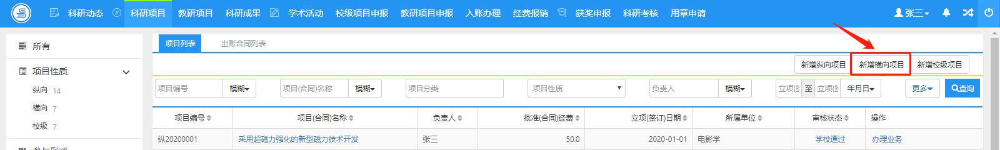 科研动态 科研项目 教研项目 科研成果 学术活动 校级项目申报 教研项目申报 入账办理 经费报销 获奖申报 科研考核 用章申请 张三
所有
项目性质
纵向 14
横向 7
校级 7
项目列表 出账合同列表
新增纵向项目 新增横向项目 新增校级项目
项目编号 模糊 项目(合同)名称 模糊 项目分类 项目性质 负责人 模糊 立项(签 至 立项(签 年月日 更多 查询
项目编号 项目(合同)名称 负责人 批准(合同)经费 立项(签订)日期 所属单位 审核状态 操作
纵20200001 采用超磁力强化的新型磁力技术开发 张三 50.0 2020-01-01 电影学 学校通过 办理业务